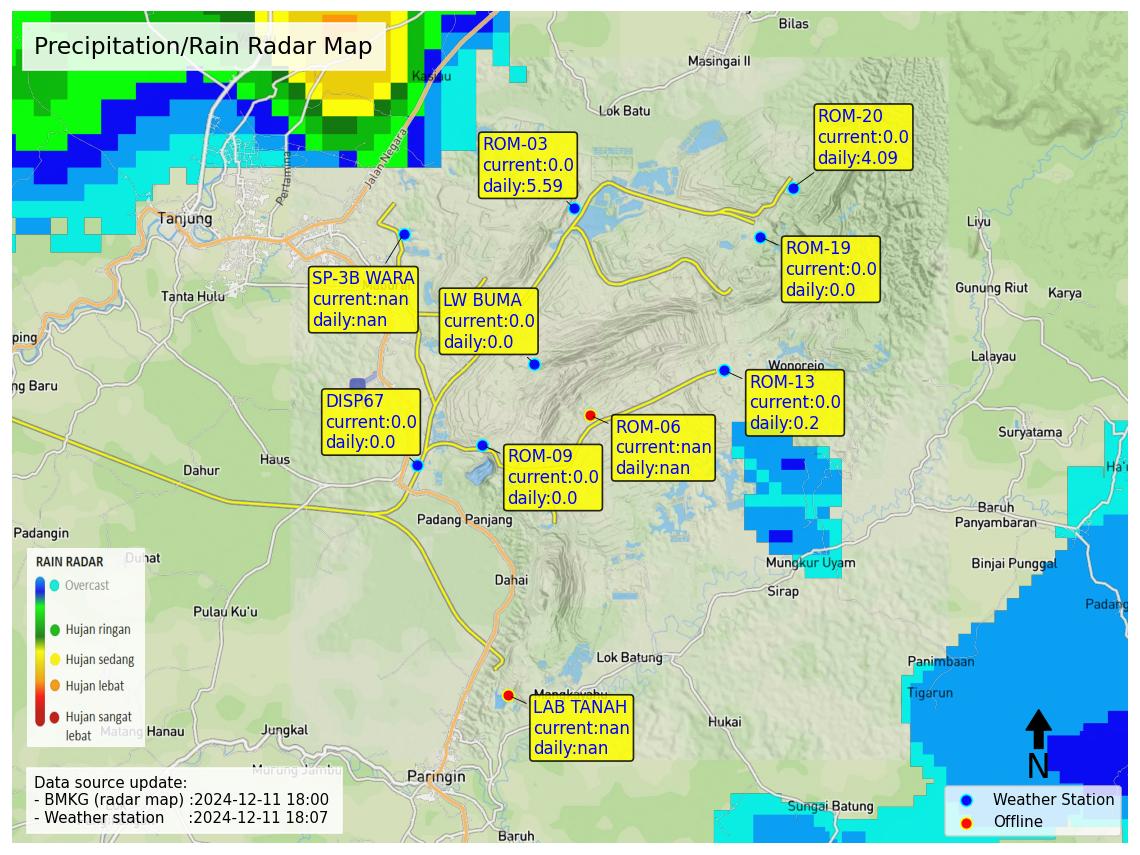 Precipitation/Rain Radar Map
Bilas
Masingai II
Kasiau
Lok Batu
ROM-20
current:0.0
daily:4.09
ROM-03
current:0.0
daily:5.59
Jalan Negara
Pertamina
Tanjung
Liyu
ROM-19
current:0.0
daily:0.0
SP-3B WARA
current:nan
daily:nan
LW BUMA
current:0.0
daily:0.0
Tanta Hulu
Gunung Riut
Karya
ping
Lalayau
Wonorejo
ng Baru
ROM-13
current:0.0
daily:0.2
DISP67
current:0.0
daily:0.0
ROM-06
current:nan
daily:nan
Suryatama
ROM-09
current:0.0
daily:0.0
Haus
Dahur
Ha'u
Padang Panjang
Baruh
Panyambaran
Padangin
Duhat
Mungkur Uyam
Binjai Punggal
RAIN RADAR
Overcast
Hujan ringan
Hujan sedang
Hujan lebat
Hujan sangat
lebat
Dahai
Sirap
Padang
Pulau Ku'u
Lok Batung
Panimbaan
Tigarun
Mangkayahu
LAB TANAH
current:nan
daily:nan
Hukai
Matang Hanau
Jungkal
Murung Jambu
Paringin
N
Data source update:
- BMKG (radar map) :2024-12-11 18:00
- Weather station :2024-12-11 18:07
Sungai Batung
Baruh
Weather Station
Offline